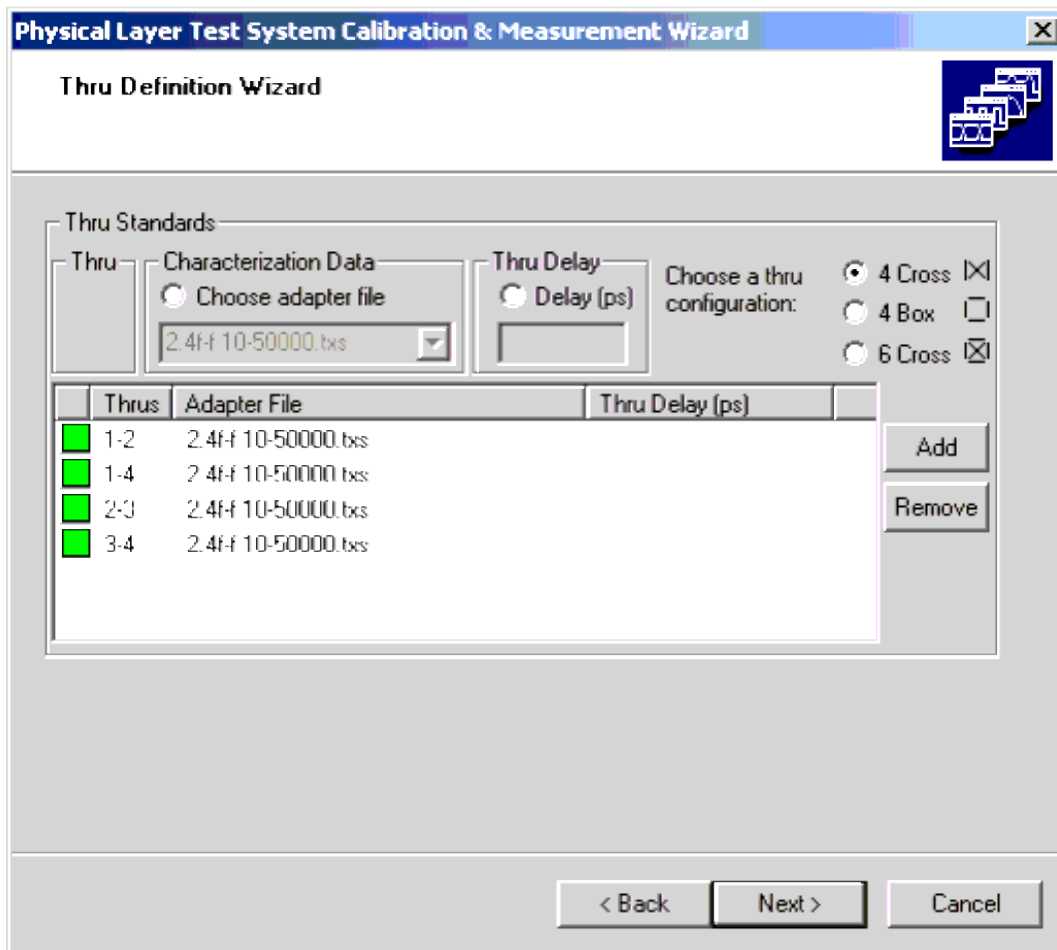 Physical Layer Test System Calibration & Measurement Wizard
Thru Definition Wizard
Thru Standards
Thru
Characterization Data
Choose adapter file
2.4f-f 10-50000.txs
Thru Delay
Delay (ps)
Choose a thru
configuration:
4 Cross
4 Box
6 Cross
Thrus Adapter File Thru Delay (ps)
1-2 2.4f-f 10-50000.txs
1-4 2.4f-f 10-50000.txs
2-3 2.4f-f 10-50000.txs
3-4 2.4f-f 10-50000.txs
Add
Remove
< Back
Next >
Cancel